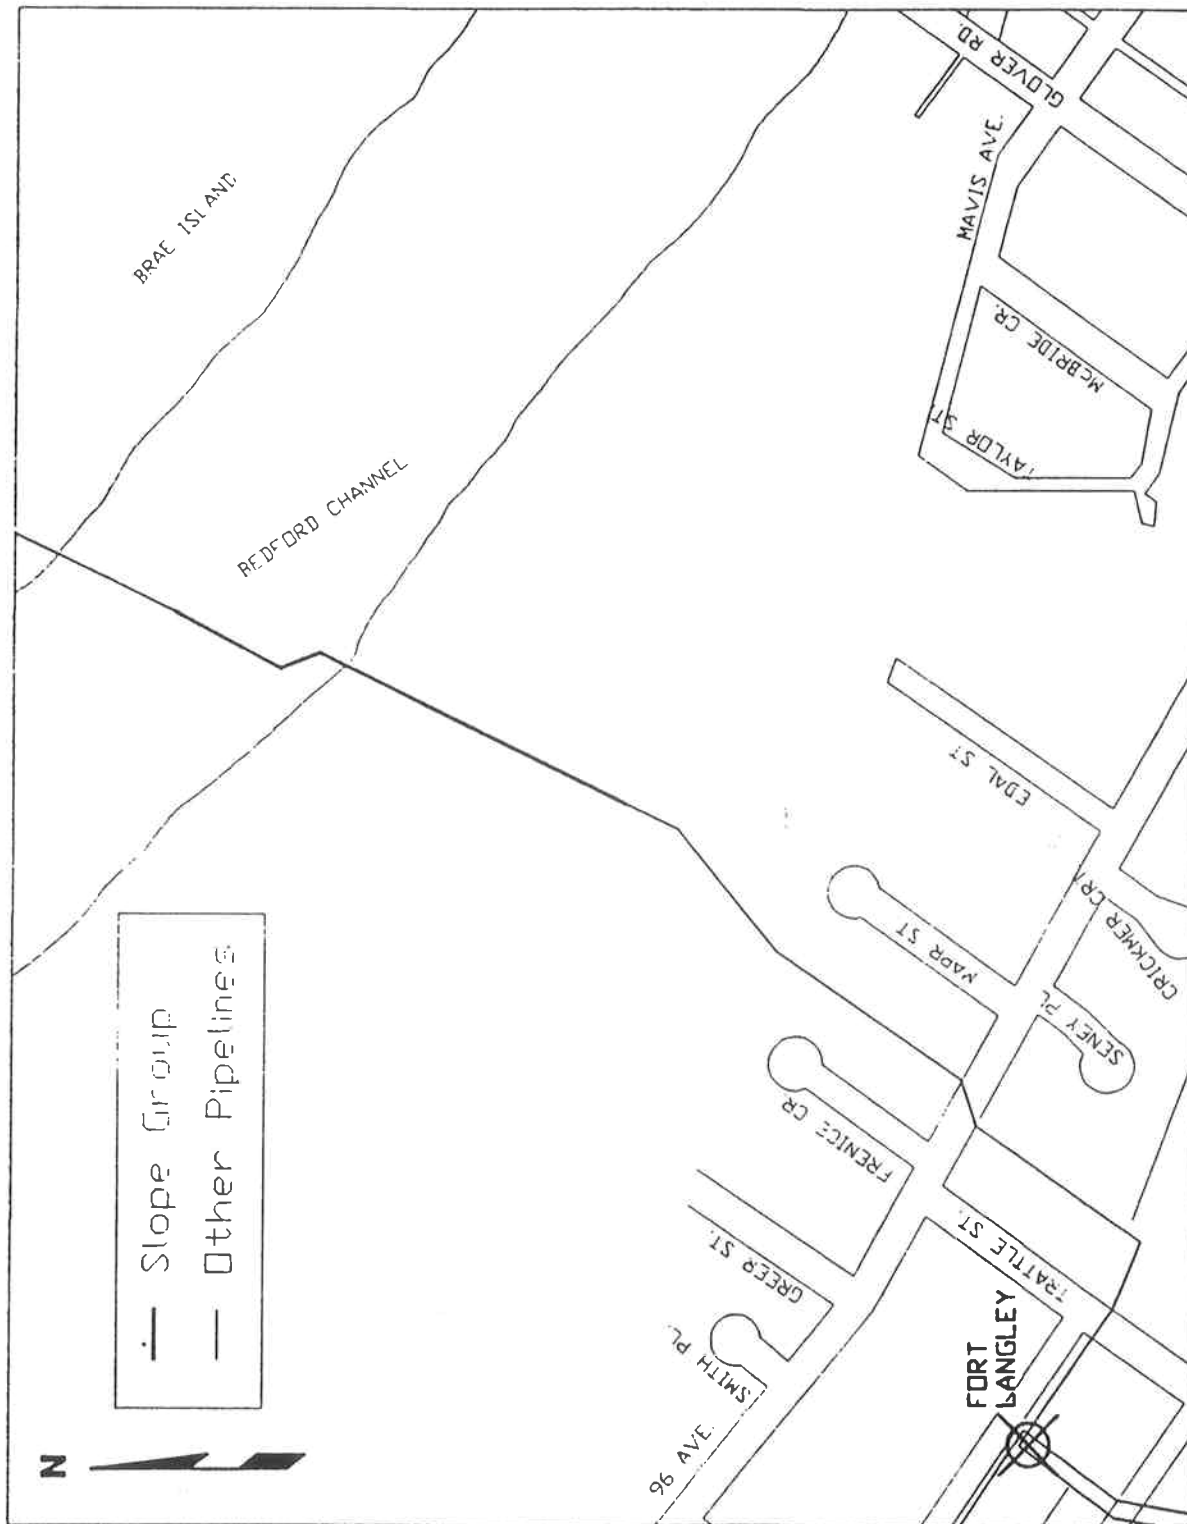 BRAE ISLAND
BEDFORD CHANNEL
GLOVER RD.
MAVIS AVE.
McBRIDE CR.
TAYLOR ST.
EDAL ST
CRICKMER CR
WAPR ST
SENEY PL
FRENICE CR
TRATTLE ST.
GREER ST.
SMITH PL.
96 AVE.
FORT
LANGLEY
Slope Group
Other Pipelines
N